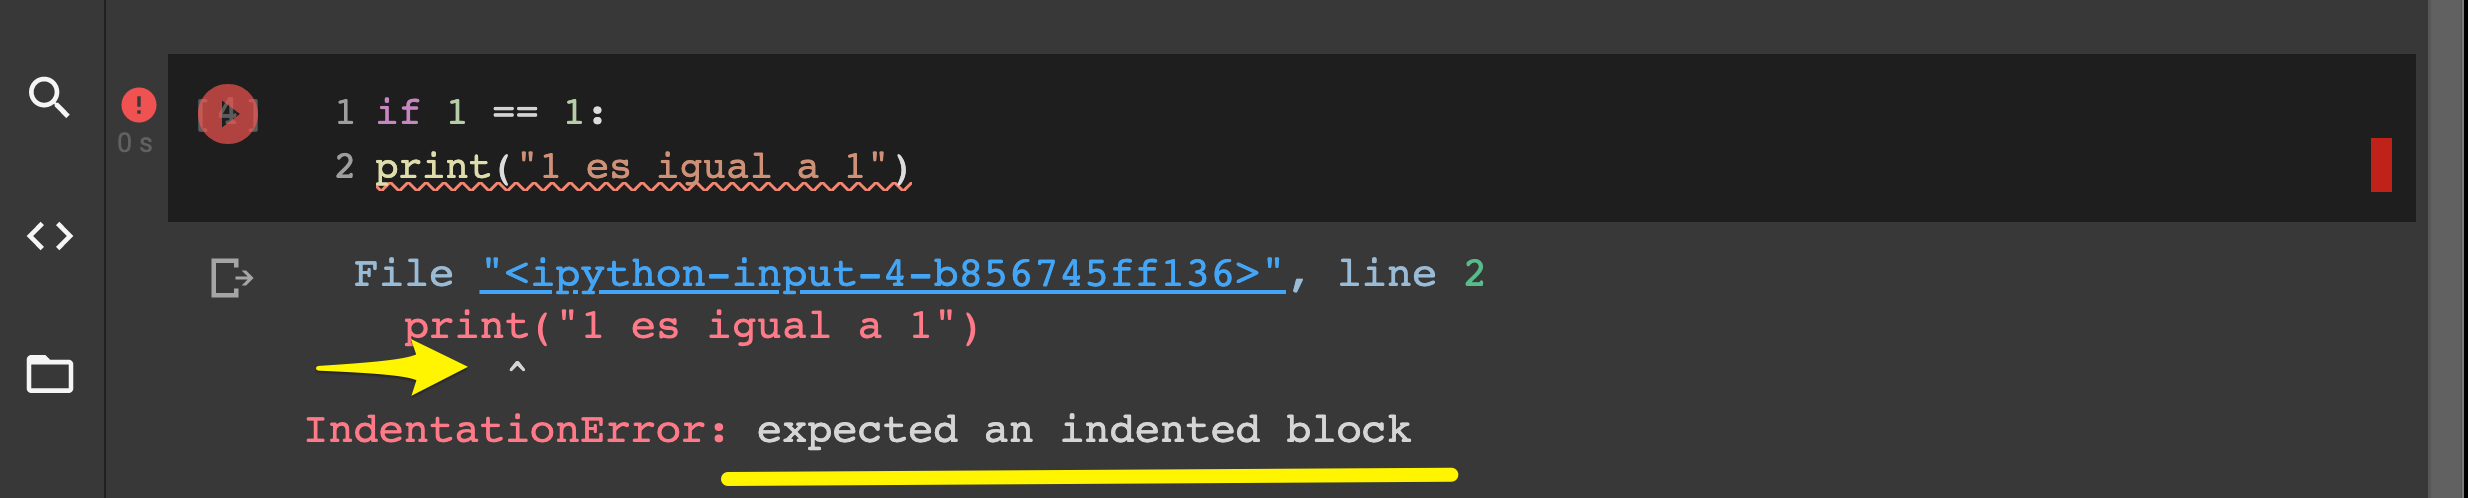 [4]
0 s
1 if 1 == 1:
2 print("1 es igual a 1")
File "<ipython-input-4-b856745ff136>", line 2
print("1 es igual a 1")
^
IndentationError: expected an indented block